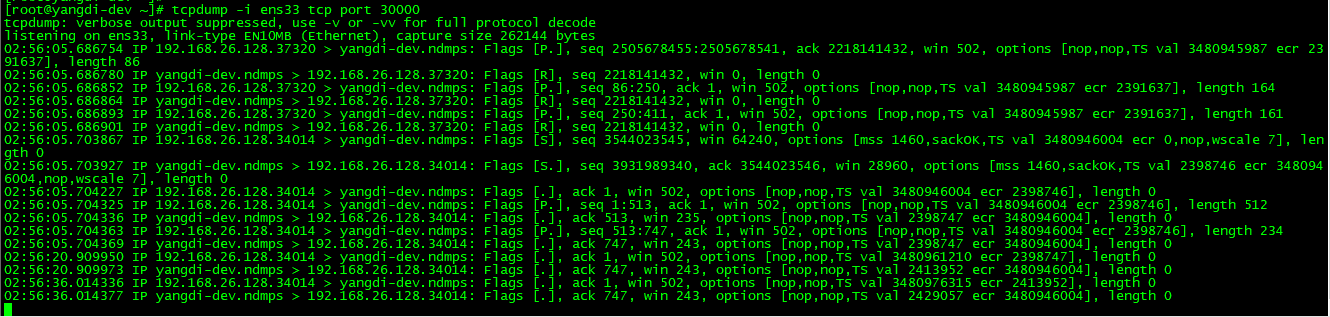 [root@yangdi-dev ~]# tcpdump -i ens33 tcp port 30000
tcpdump: verbose output suppressed, use -v or -vv for full protocol decode
listening on ens33, link-type EN10MB (Ethernet), capture size 262144 bytes
02:56:05.686754 IP 192.168.26.128.37320 > yangdi-dev.ndmps: Flags [P.], seq 2505678455:2505678541, ack 2218141432, win 502, options [nop,nop,TS val 3480945987 ecr 23
91637], length 86
02:56:05.686780 IP yangdi-dev.ndmps > 192.168.26.128.37320: Flags [R], seq 2218141432, win 0, length 0
02:56:05.686852 IP 192.168.26.128.37320 > yangdi-dev.ndmps: Flags [P.], seq 86:250, ack 1, win 502, options [nop,nop,TS val 3480945987 ecr 2391637], length 164
02:56:05.686864 IP yangdi-dev.ndmps > 192.168.26.128.37320: Flags [R], seq 2218141432, win 0, length 0
02:56:05.686893 IP 192.168.26.128.37320 > yangdi-dev.ndmps: Flags [P.], seq 250:411, ack 1, win 502, options [nop,nop,TS val 3480945987 ecr 2391637], length 161
02:56:05.686901 IP yangdi-dev.ndmps > 192.168.26.128.37320: Flags [R], seq 2218141432, win 0, length 0
02:56:05.703867 IP 192.168.26.128.34014 > yangdi-dev.ndmps: Flags [S], seq 3544023545, win 64240, options [mss 1460,sackOK,TS val 3480946004 ecr 0,nop,wscale 7], len
gth 0
02:56:05.703927 IP yangdi-dev.ndmps > 192.168.26.128.34014: Flags [S.], seq 3931989340, ack 3544023546, win 28960, options [mss 1460,sackOK,TS val 2398746 ecr 348094
6004,nop,wscale 7], length 0
02:56:05.704227 IP 192.168.26.128.34014 > yangdi-dev.ndmps: Flags [.], ack 1, win 502, options [nop,nop,TS val 3480946004 ecr 2398746], length 0
02:56:05.704325 IP 192.168.26.128.34014 > yangdi-dev.ndmps: Flags [P.], seq 1:513, ack 1, win 502, options [nop,nop,TS val 3480946004 ecr 2398746], length 512
02:56:05.704336 IP yangdi-dev.ndmps > 192.168.26.128.34014: Flags [.], ack 513, win 235, options [nop,nop,TS val 2398747 ecr 3480946004], length 0
02:56:05.704363 IP 192.168.26.128.34014 > yangdi-dev.ndmps: Flags [P.], seq 513:747, ack 1, win 502, options [nop,nop,TS val 3480946004 ecr 2398746], length 234
02:56:05.704369 IP yangdi-dev.ndmps > 192.168.26.128.34014: Flags [.], ack 747, win 243, options [nop,nop,TS val 2398747 ecr 3480946004], length 0
02:56:20.909950 IP 192.168.26.128.34014 > yangdi-dev.ndmps: Flags [.], ack 1, win 502, options [nop,nop,TS val 3480961210 ecr 2398747], length 0
02:56:20.909973 IP yangdi-dev.ndmps > 192.168.26.128.34014: Flags [.], ack 747, win 243, options [nop,nop,TS val 2413952 ecr 3480946004], length 0
02:56:36.014336 IP 192.168.26.128.34014 > yangdi-dev.ndmps: Flags [.], ack 1, win 502, options [nop,nop,TS val 3480976315 ecr 2413952], length 0
02:56:36.014377 IP yangdi-dev.ndmps > 192.168.26.128.34014: Flags [.], ack 747, win 243, options [nop,nop,TS val 2429057 ecr 3480946004], length 0